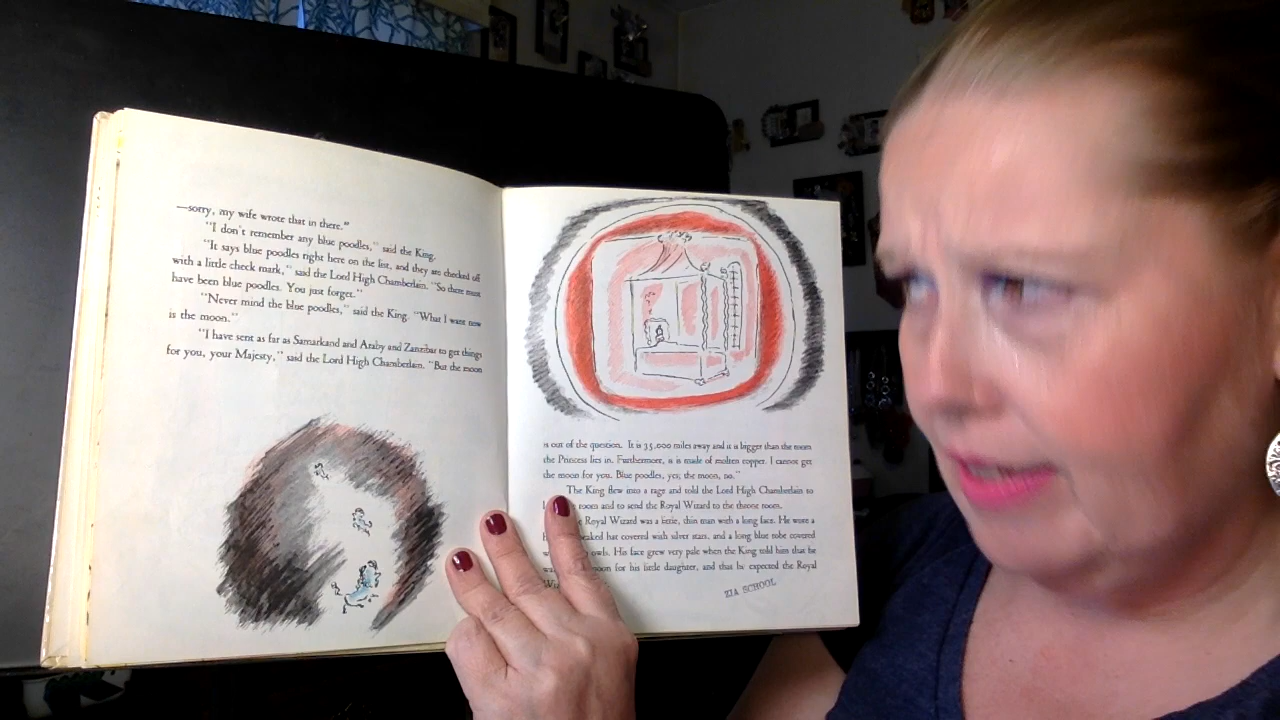 —sorry, my wife wrote that in there."
"I don't remember any blue poodles," said the King.
"It says blue poodles right here on the list, and they are checked off
with a little check mark," said the Lord High Chamberlain. "So there must
have been blue poodles. You just forget."
"Never mind the blue poodles," said the King. "What I want now
is the moon."
"I have sent as far as Samarkand and Araby and Zanzibar to get things
for you, your Majesty," said the Lord High Chamberlain. "But the moon
is out of the question. It is 35,000 miles away and it is bigger than the room
the Princess lies in. Furthermore, it is made of molten copper. I cannot get
the moon for you. Blue poodles, yes; the moon, no."
The King flew into a rage and told the Lord High Chamberlain to
room and to send the Royal Wizard to the throne room.
Royal Wizard was a little, thin man with a long face. He wore a
peaked hat covered with silver stars, and a long blue robe covered
owls. His face grew very pale when the King told him that he
moon for his little daughter, and that he expected the Royal
ZIA SCHOOL